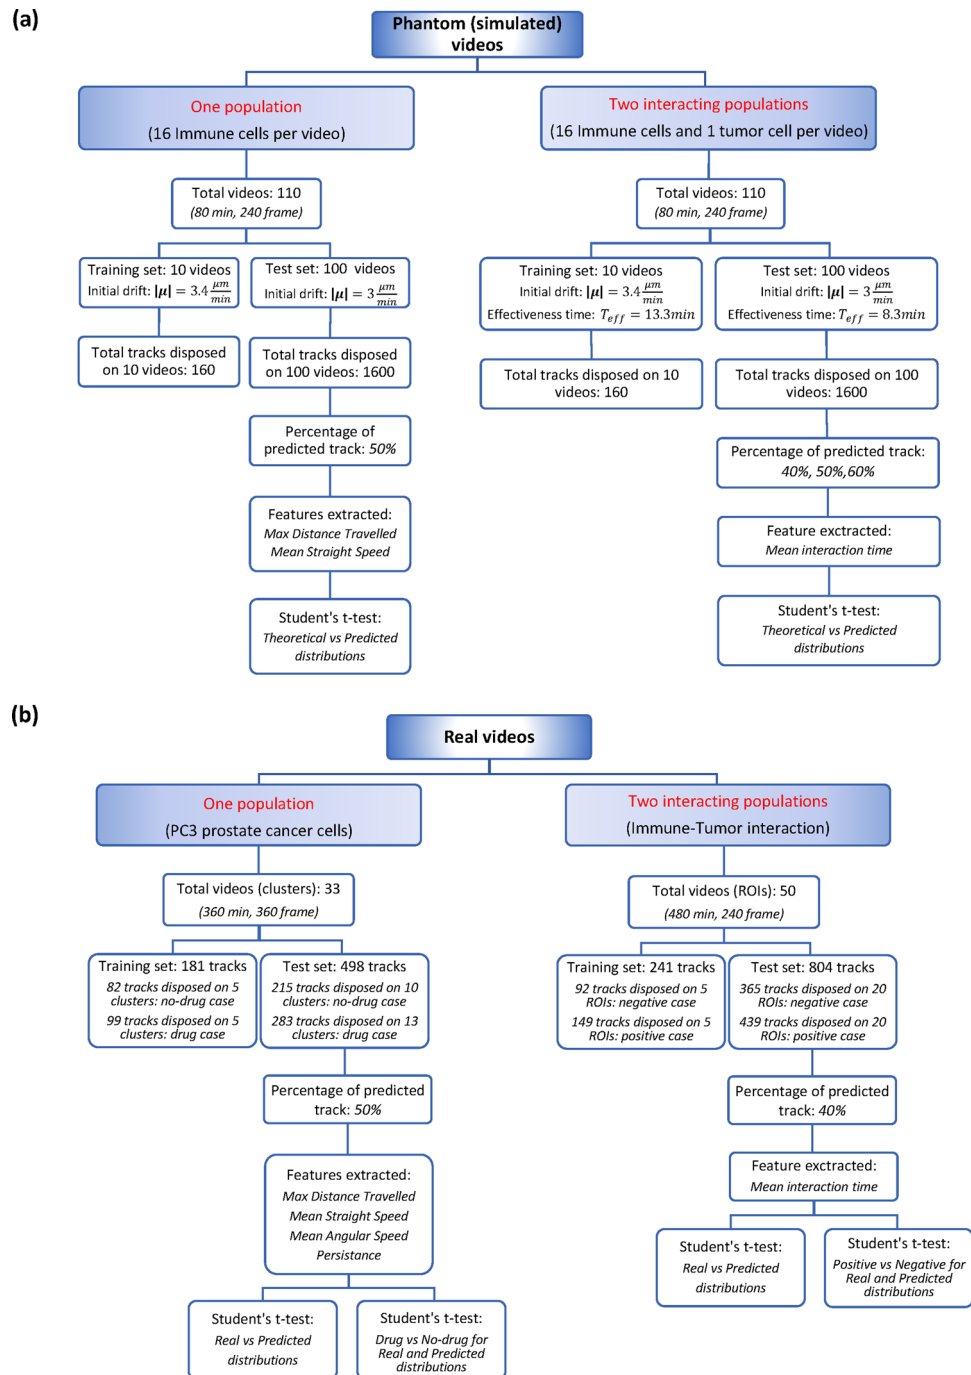 (a)
Phantom (simulated)
videos
One population
(16 Immune cells per video)
Two interacting populations
(16 Immune cells and 1 tumor cell per video)
Total videos: 110
(80 min, 240 frame)
Total videos: 110
(80 min, 240 frame)
Training set: 10 videos
Initial drift: |μ| = 3.4 μm/min
Test set: 100 videos
Initial drift: |μ| = 3 μm/min
Training set: 10 videos
Initial drift: |μ| = 3.4 μm/min
Effectiveness time: T_eff = 13.3min
Test set: 100 videos
Initial drift: |μ| = 3 μm/min
Effectiveness time: T_eff = 8.3min
Total tracks disposed
on 10 videos: 160
Total tracks disposed
on 100 videos: 1600
Total tracks disposed on 10
videos: 160
Total tracks disposed on 100
videos: 1600
Percentage of
predicted track: 50%
Percentage of predicted track:
40%, 50%,60%
Features extracted:
Max Distance Travelled
Mean Straight Speed
Feature exctracted:
Mean interaction time
Student's t-test:
Theoretical vs Predicted
distributions
Student's t-test:
Theoretical vs Predicted
distributions
(b)
Real videos
One population
(PC3 prostate cancer cells)
Two interacting populations
(Immune-Tumor interaction)
Total videos (clusters): 33
(360 min, 360 frame)
Total videos (ROIs): 50
(480 min, 240 frame)
Training set: 181 tracks
82 tracks disposed on 5
clusters: no-drug case
99 tracks disposed on 5
clusters: drug case
Test set: 498 tracks
215 tracks disposed on 10
clusters: no-drug case
283 tracks disposed on 13
clusters: drug case
Training set: 241 tracks
92 tracks disposed on 5
ROIs: negative case
149 tracks disposed on 5
ROIs: positive case
Test set: 804 tracks
365 tracks disposed on 20
ROIs: negative case
439 tracks disposed on 20
ROIs: positive case
Percentage of predicted
track: 50%
Percentage of predicted
track: 40%
Features extracted:
Max Distance Travelled
Mean Straight Speed
Mean Angular Speed
Persistance
Feature exctracted:
Mean interaction time
Student's t-test:
Real vs Predicted
distributions
Student's t-test:
Drug vs No-drug for
Real and Predicted
distributions
Student's t-test:
Real vs Predicted
distributions
Student's t-test:
Positive vs Negative for
Real and Predicted
distributions